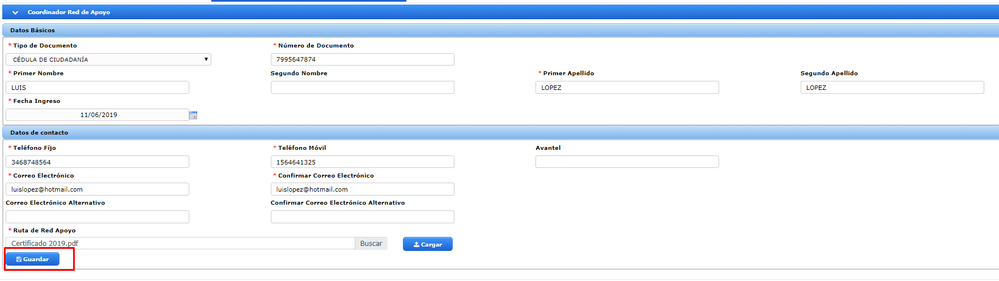 Coordinador Red de Apoyo
Datos Básicos
* Tipo de Documento * Número de Documento
CÉDULA DE CIUDADANÍA 7995647874
* Primer Nombre Segundo Nombre * Primer Apellido Segundo Apellido
LUIS LOPEZ LOPEZ
* Fecha Ingreso
11/06/2019
Datos de contacto
* Teléfono Fíjo * Teléfono Móvil Avantel
3468748564 1564641325
* Correo Electrónico * Confirmar Correo Electrónico
luislopez@hotmail.com luislopez@hotmail.com
Correo Electrónico Alternativo Confirmar Correo Electrónico Alternativo
* Ruta de Red Apoyo
Certificado 2019.pdf Buscar Cargar
Guardar